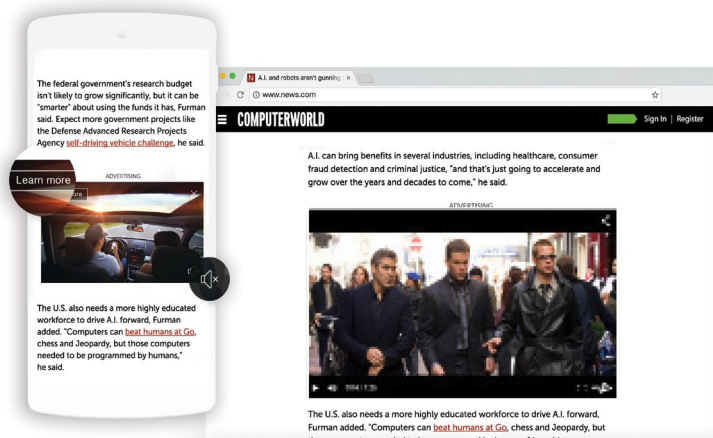 The federal government's research budget
isn't likely to grow significantly, but it can be
"smarter" about using the funds it has, Furman
said. Expect more government projects like
the Defense Advanced Research Projects
Agency self-driving vehicle challenge, he said.
Learn more
ADVERTISING
The U.S. also needs a more highly educated
workforce to drive A.I. forward, Furman
added. "Computers can beat humans at Go,
chess and Jeopardy, but those computers
needed to be programmed by humans,"
he said.
N A.I. and robots aren't gunning
www.news.com
COMPUTERWORLD
Sign In | Register
A.I. can bring benefits in several industries, including healthcare, consumer
fraud detection and criminal justice, "and that's just going to accelerate and
grow over the years and decades to come," he said.
ADVERTISING
The U.S. also needs a more highly educated workforce to drive A.I. forward,
Furman added. "Computers can beat humans at Go, chess and Jeopardy, but